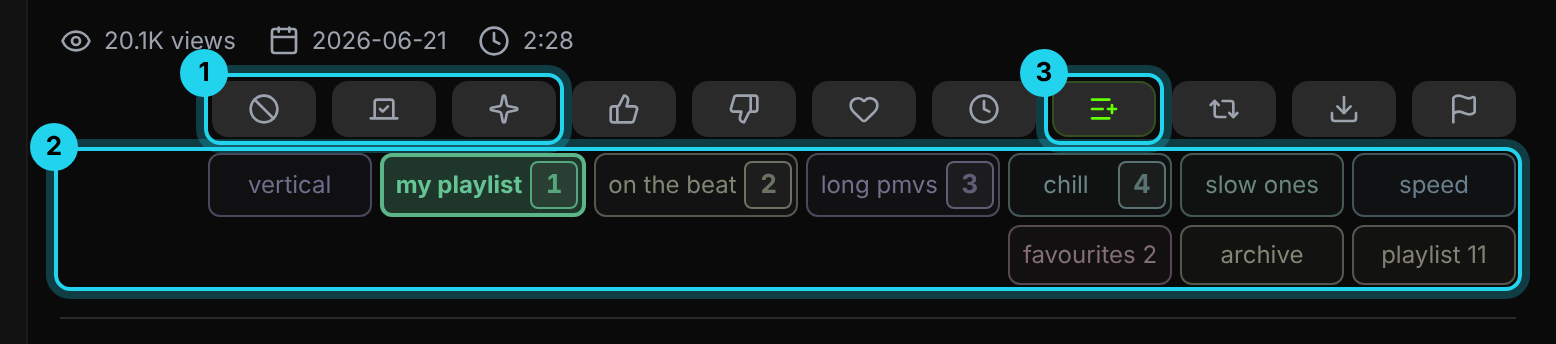 20.1K views 2026-06-21 2:28
1 3
2
vertical my playlist 1 on the beat 2 long pmvs 3 chill 4 slow ones speed
favourites 2 archive playlist 11